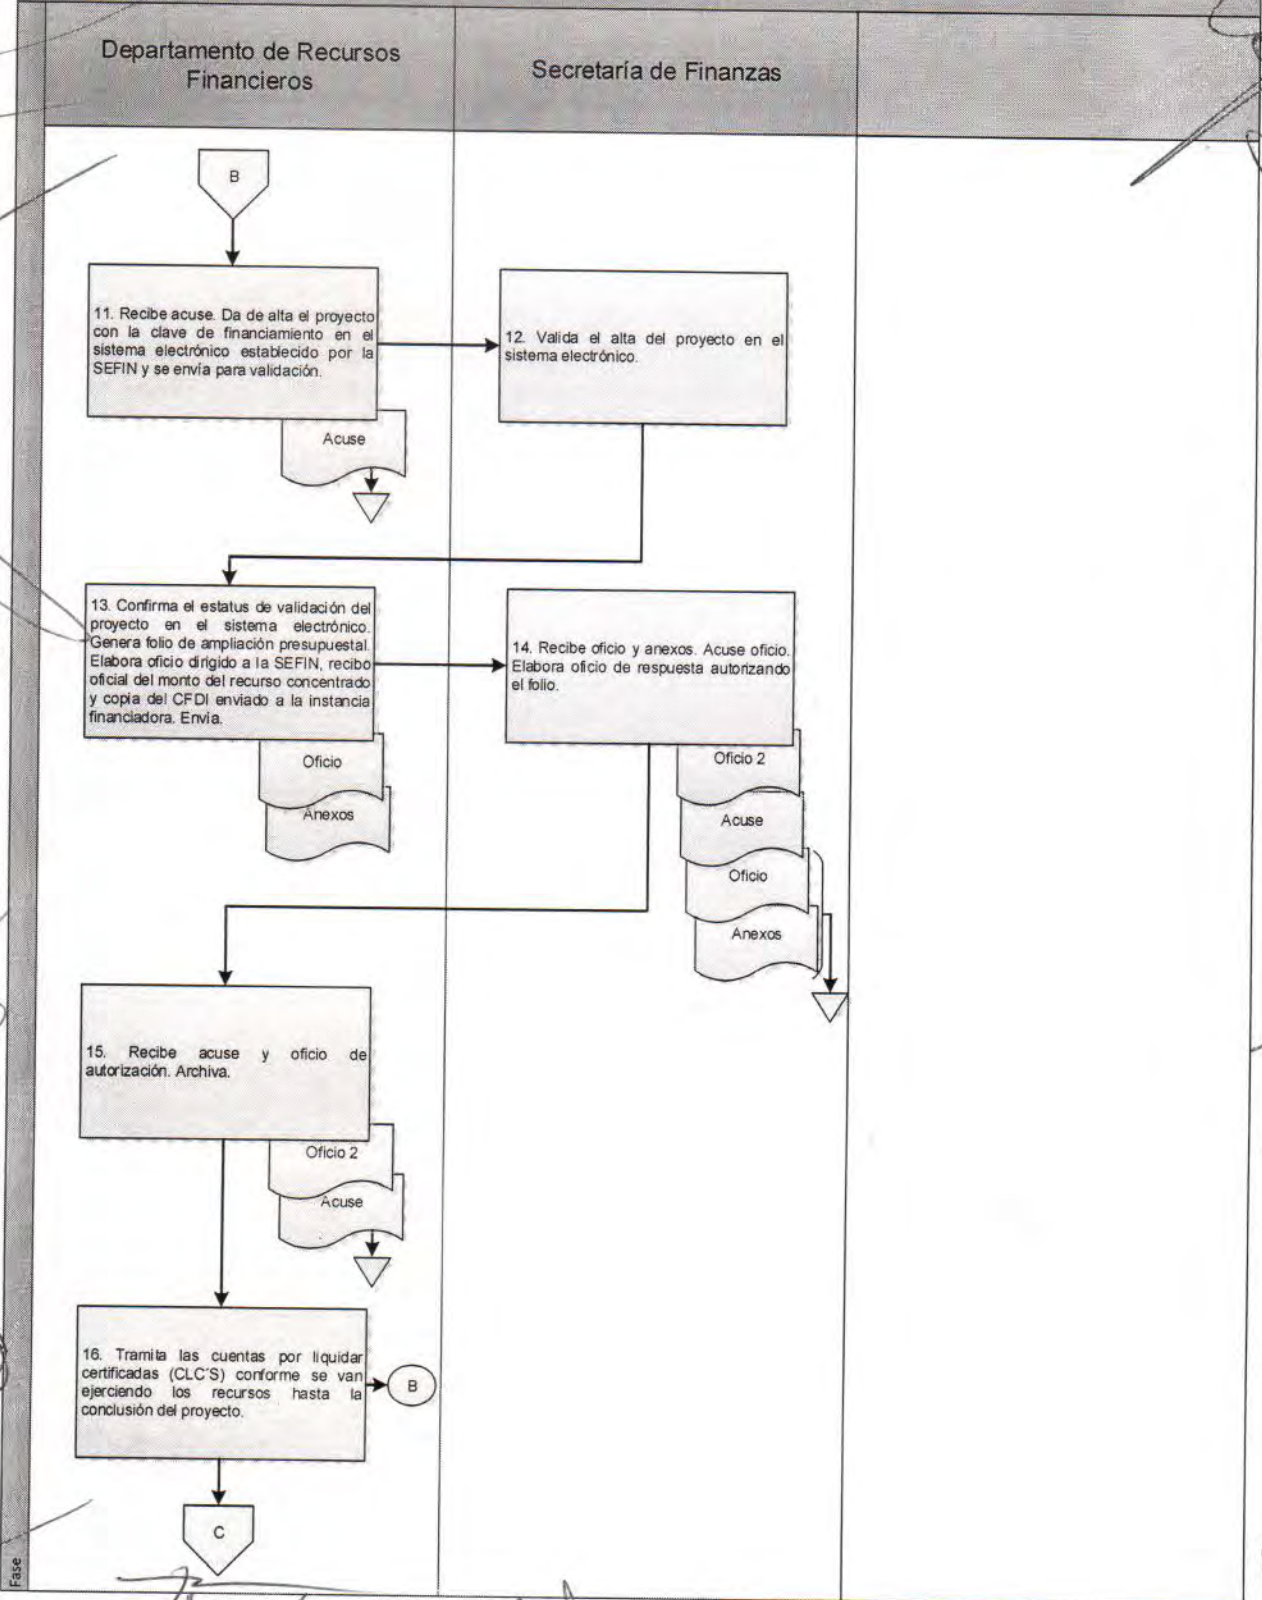 Departamento de Recursos
Financieros
Secretaría de Finanzas
B
11. Recibe acuse. Da de alta el proyecto
con la clave de financiamiento en el
sistema electrónico establecido por la
SEFIN y se envía para validación.
Acuse
12. Valida el alta del proyecto en el
sistema electrónico.
13. Confirma el estatus de validación del
proyecto en el sistema electrónico.
Genera folio de ampliación presupuestal.
Elabora oficio dirigido a la SEFIN, recibo
oficial del monto del recurso concentrado
y copia del CFDI enviado a la instancia
financiadora. Envía.
Oficio
Anexos
14. Recibe oficio y anexos. Acuse oficio.
Elabora oficio de respuesta autorizando
el folio.
Oficio 2
Acuse
Oficio
Anexos
15. Recibe acuse y oficio de
autorización. Archiva.
Oficio 2
Acuse
16. Tramita las cuentas por liquidar
certificadas (CLC´S) conforme se van
ejerciendo los recursos hasta la
conclusión del proyecto.
B
C
Fase